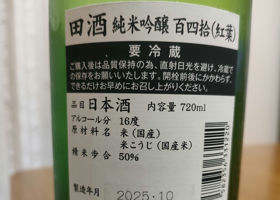 田酒 純米吟醸 百四拾(紅葉)
要冷蔵
ご購入後は品質保持の為、直射日光を避け、冷蔵で
の保存をお願いいたします。開栓前後にかかわらず、
できるだけお早めにお召し上がりください。
品目 日本酒 内容量 720ml
アルコール分 16度
原材料名 米(国産)
米こうじ(国産米)
精米歩合 50%
製造年月 2025.10